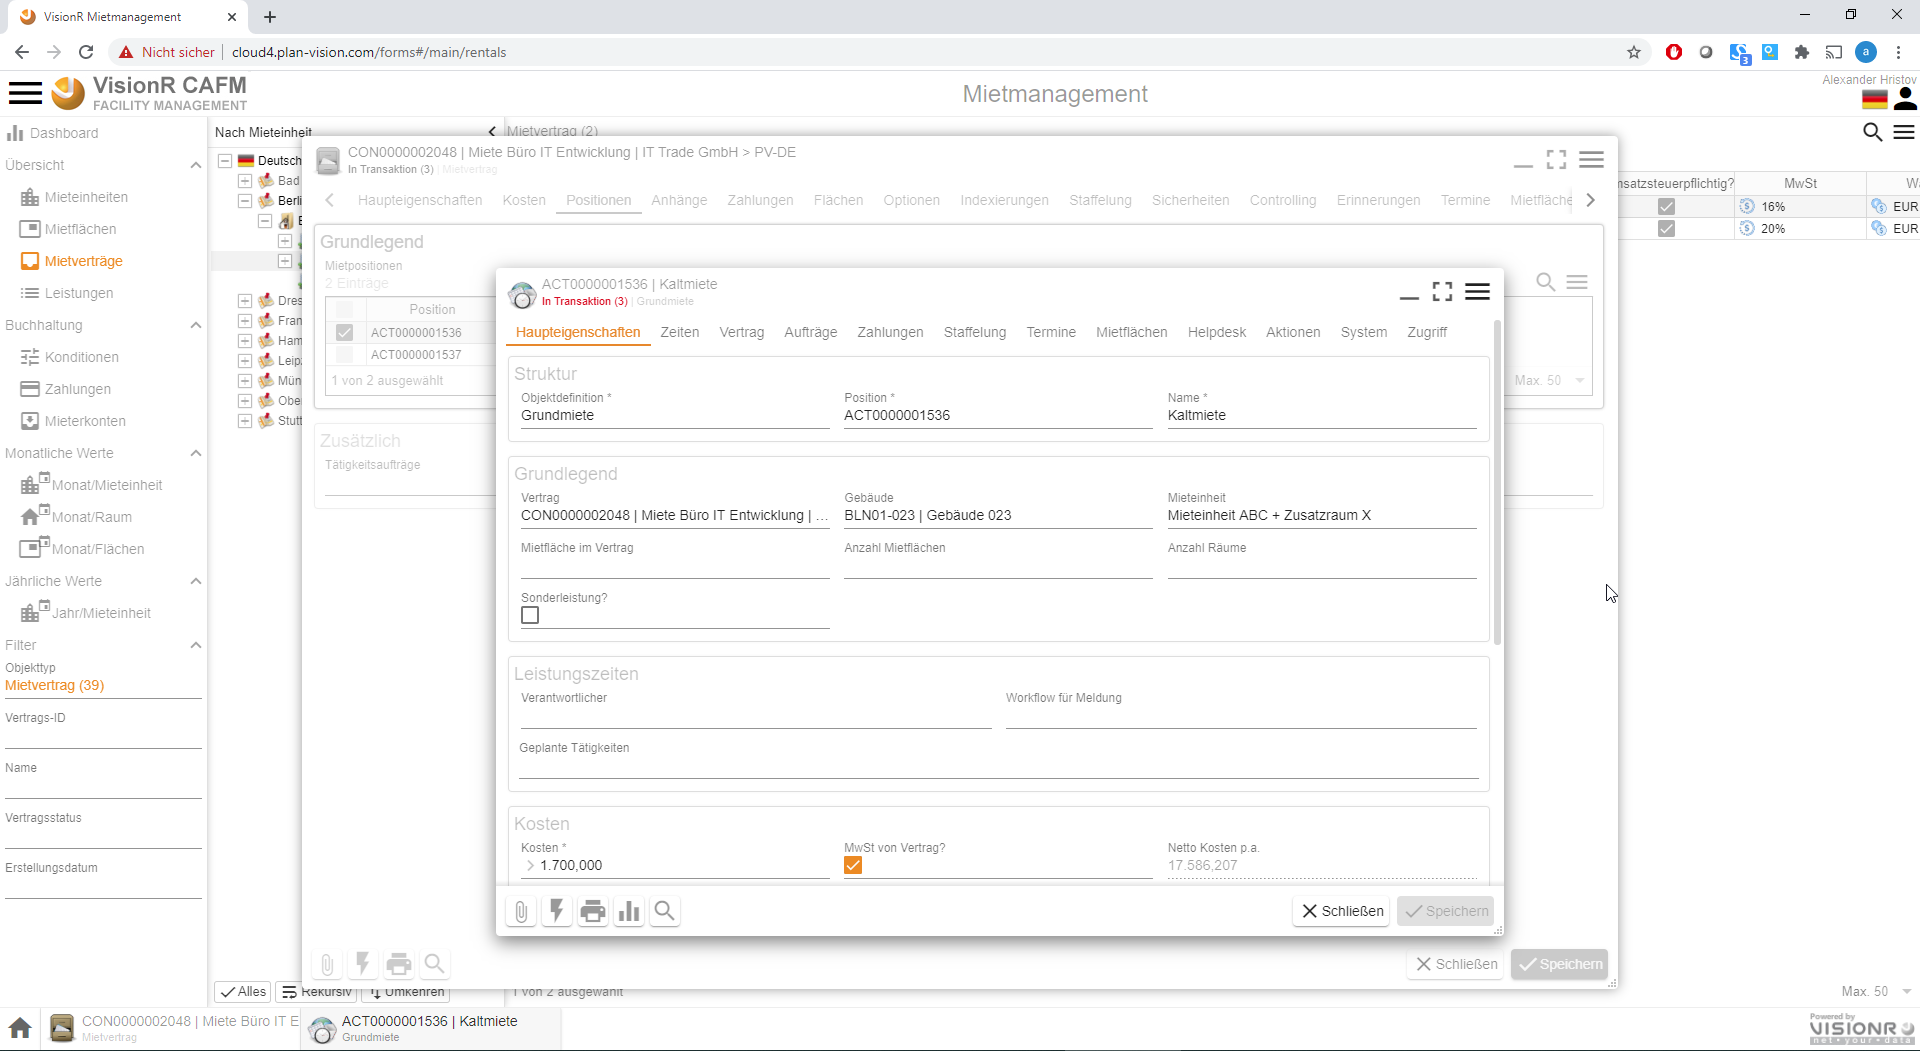 VisionR Mietmanagement
Nicht sicher
cloud4.plan-vision.com/forms#/main/rentals
3
a
VisionR CAFM
FACILITY MANAGEMENT
Mietmanagement
Alexander Hristov
Dashboard
Übersicht
Mieteinheiten
Mietflächen
Mietverträge
Leistungen
Buchhaltung
Konditionen
Zahlungen
Mieterkonten
Monatliche Werte
Monat/Mieteinheit
Monat/Raum
Monat/Flächen
Jährliche Werte
Jahr/Mieteinheit
Filter
Objekttyp
Mietvertrag (39)
Vertrags-ID
Name
Vertragsstatus
Erstellungsdatum
Nach Mieteinheit
Mietvertrag (2)
Deutsch
Bad
Berli
Dres
Fran
Ham
Leip
Mün
Obe
Stutt
nsatzsteuerpflichtig?
MwSt
Wä
16%
EUR
20%
EUR
CON0000002048 | Miete Büro IT Entwicklung | IT Trade GmbH > PV-DE
In Transaktion (3) | Mietvertrag
Haupteigenschaften
Kosten
Positionen
Anhänge
Zahlungen
Flächen
Optionen
Indexierungen
Staffelung
Sicherheiten
Controlling
Erinnerungen
Termine
Mietfläche
Grundlegend
Mietpositionen
2 Einträge
Position
ACT0000001536
ACT0000001537
1 von 2 ausgewählt
Max. 50
Zusätzlich
Tätigkeitsaufträge
ACT0000001536 | Kaltmiete
In Transaktion (3) | Grundmiete
Haupteigenschaften
Zeiten
Vertrag
Aufträge
Zahlungen
Staffelung
Termine
Mietflächen
Helpdesk
Aktionen
System
Zugriff
Struktur
Objektdefinition *
Position *
Name *
Grundmiete
ACT0000001536
Kaltmiete
Grundlegend
Vertrag
Gebäude
Mieteinheit
CON0000002048 | Miete Büro IT Entwicklung | ...
BLN01-023 | Gebäude 023
Mieteinheit ABC + Zusatzraum X
Mietfläche im Vertrag
Anzahl Mietflächen
Anzahl Räume
Sonderleistung?
Leistungszeiten
Verantwortlicher
Workflow für Meldung
Geplante Tätigkeiten
Kosten
Kosten *
MwSt von Vertrag?
Netto Kosten p.a.
1.700,000
17.586,207
Schließen
Speichern
Schließen
Speichern
Alles
Rekursiv
Umkehren
1 von 2 ausgewählt
Max. 50
CON0000002048 | Miete Büro IT E
Mietvertrag
ACT0000001536 | Kaltmiete
Grundmiete
Powered by
VISIONR
net • your • data